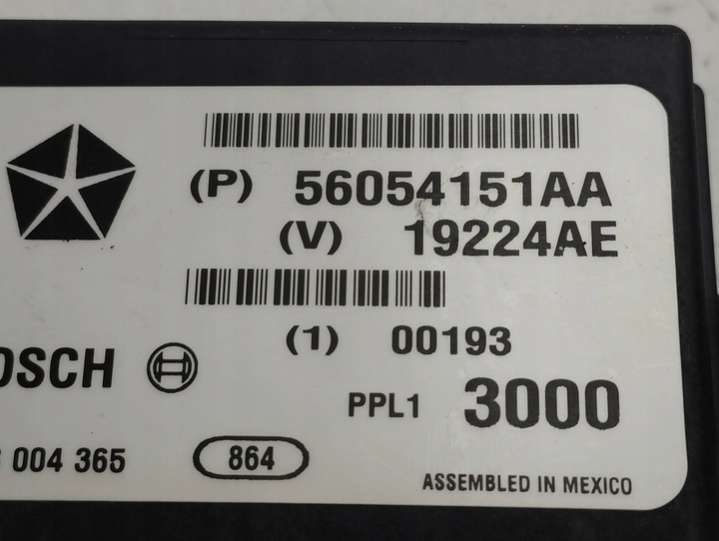 (P) 56054151AA
(V) 19224AE
(1) 00193
OSCH
PPL1 3000
004 365
864
ASSEMBLED IN MEXICO